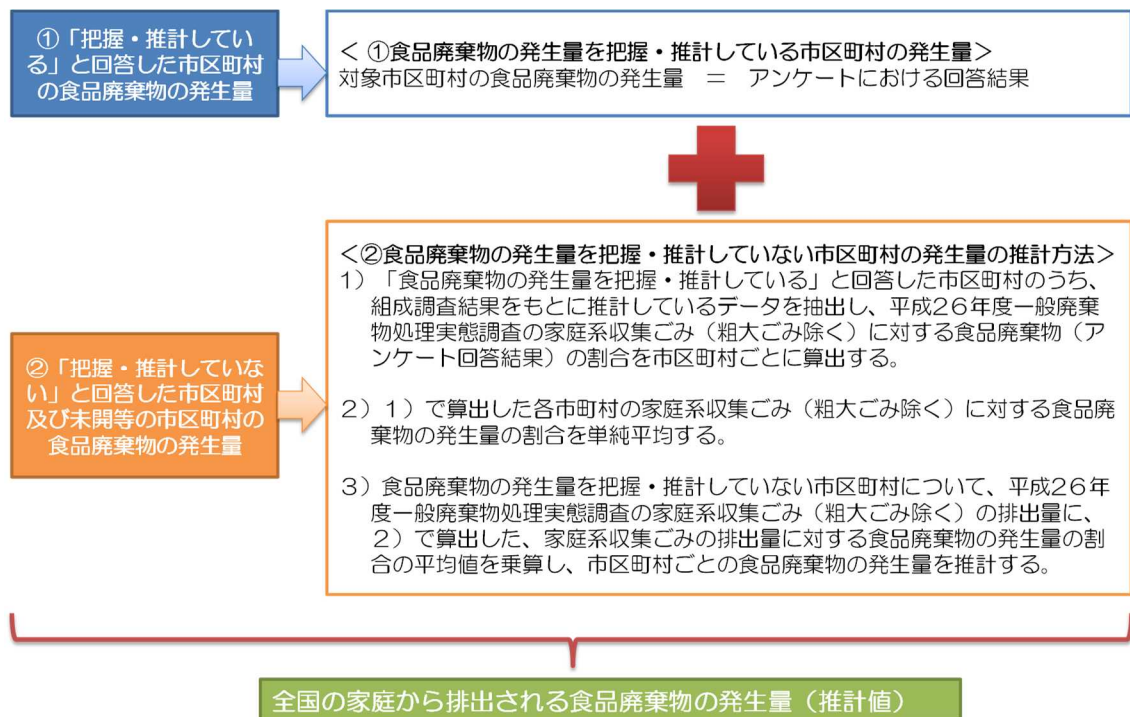 ①「把握・推計してい
る」と回答した市区町村
の食品廃棄物の発生量
＜ ①食品廃棄物の発生量を把握・推計している市区町村の発生量＞
対象市区町村の食品廃棄物の発生量　＝　アンケートにおける回答結果
②「把握・推計していな
い」と回答した市区町村
及び未開等の市区町村の
食品廃棄物の発生量
＜②食品廃棄物の発生量を把握・推計していない市区町村の発生量の推計方法＞
１）「食品廃棄物の発生量を把握・推計している」と回答した市区町村のうち、
組成調査結果をもとに推計しているデータを抽出し、平成２６年度一般廃棄
物処理実態調査の家庭系収集ごみ（粗大ごみ除く）に対する食品廃棄物（ア
ンケート回答結果）の割合を市区町村ごとに算出する。
２）１）で算出した各市町村の家庭系収集ごみ（粗大ごみ除く）に対する食品廃
棄物の発生量の割合を単純平均する。
３）食品廃棄物の発生量を把握・推計していない市区町村について、平成２６年
度一般廃棄物処理実態調査の家庭系収集ごみ（粗大ごみ除く）の排出量に、
２）で算出した、家庭系収集ごみの排出量に対する食品廃棄物の発生量の割
合の平均値を乗算し、市区町村ごとの食品廃棄物の発生量を推計する。
全国の家庭から排出される食品廃棄物の発生量（推計値）